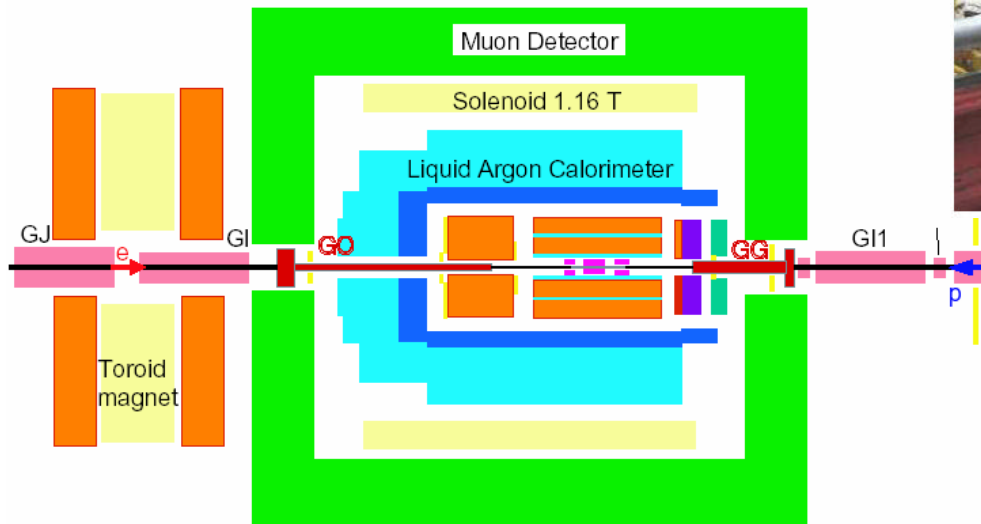 Muon Detector
Solenoid 1.16 T
Liquid Argon Calorimeter
GJ
GI
GO
GG
GI1
e
p
Toroid
magnet